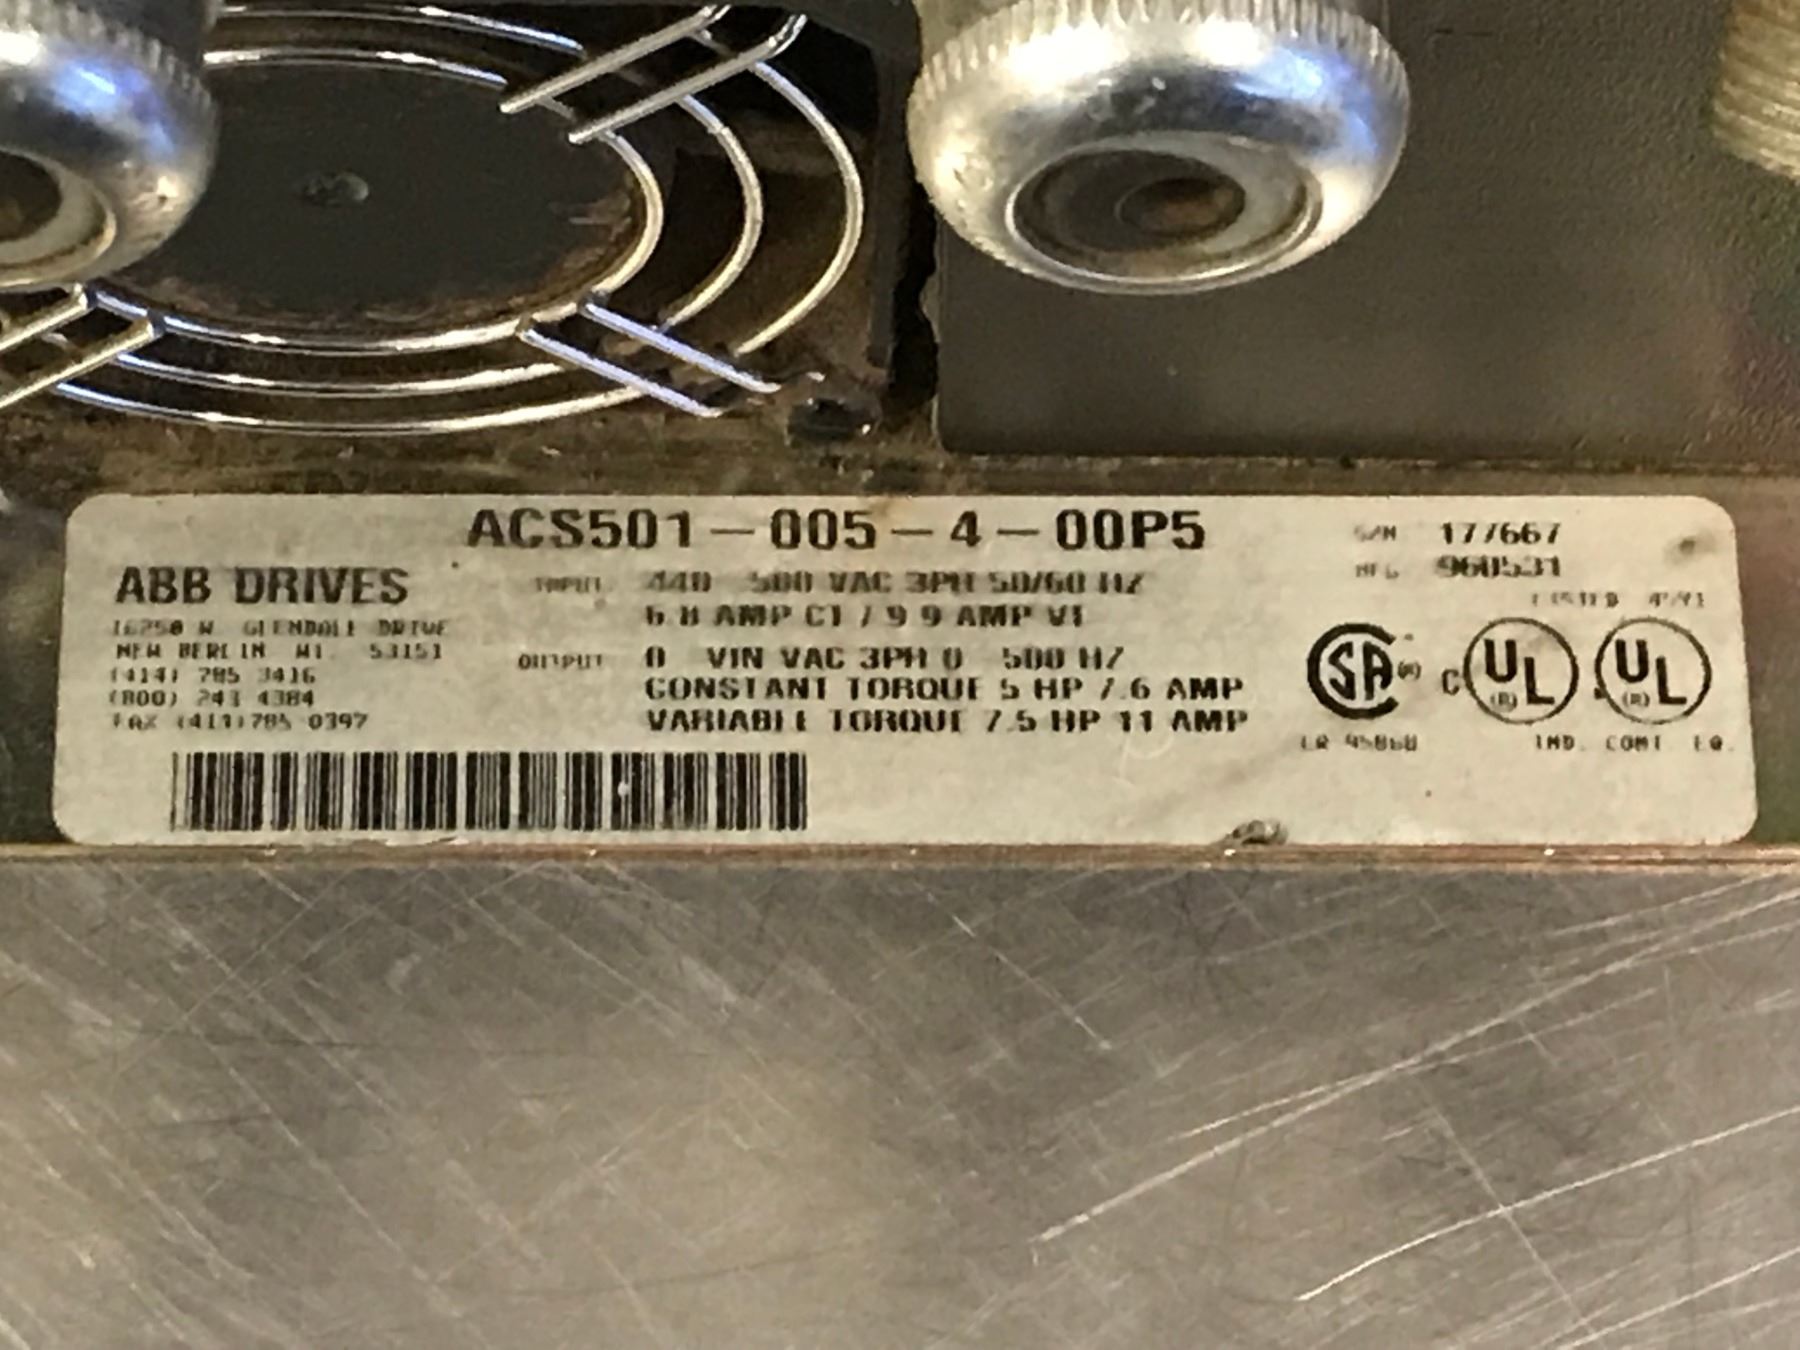 ACS501-005-4-00P5
S/N 177667
MFG 960531
ABB DRIVES
16250 W. GLENDALE DRIVE
NEW BERLIN WI. 53151
(414) 785 3416
(800) 243 4384
FAX (414)785 0397
INPUT 440 500 VAC 3PH 50/60 HZ
6.8 AMP CT / 9.9 AMP VT
OUTPUT 0 VIN VAC 3PH 0 500 HZ
CONSTANT TORQUE 5 HP 7.6 AMP
VARIABLE TORQUE 7.5 HP 11 AMP
LISTED 45Y1
SA (R)
C UL (R)
UL (R)
LR
IND. CONT. EQ.